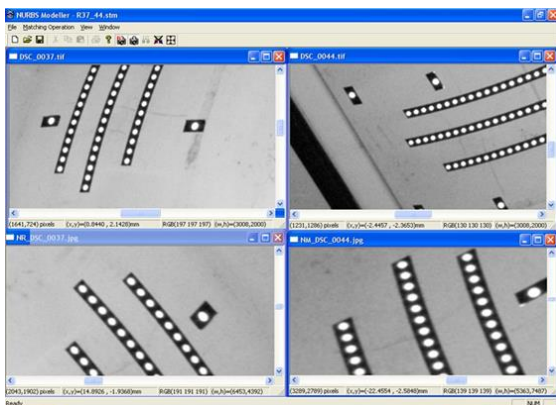 NURBS Modeller - R37_44.stm
File Matching Operation View Window
DSC_0037.tif
DSC_0044.tif
(1641,724) pixels (x,y)=(0.8440 , 2.1428)mm RGB(197 197 197) (w,h)=(3008,2000)
(1231,1286) pixels (x,y)=(-2.4457 , -2.3653)mm RGB(130 130 130) (w,h)=(3008,2000)
NR_DSC_0037.jpg
NM_DSC_0044.jpg
(2043,1902) pixels (x,y)=(14.8926 , -1.9368)mm RGB(191 191 191) (w,h)=(6453,4392)
(3289,2789) pixels (x,y)=(-22.4554 , -2.5848)mm RGB(139 139 139) (w,h)=(5363,7487)
Ready
NUM